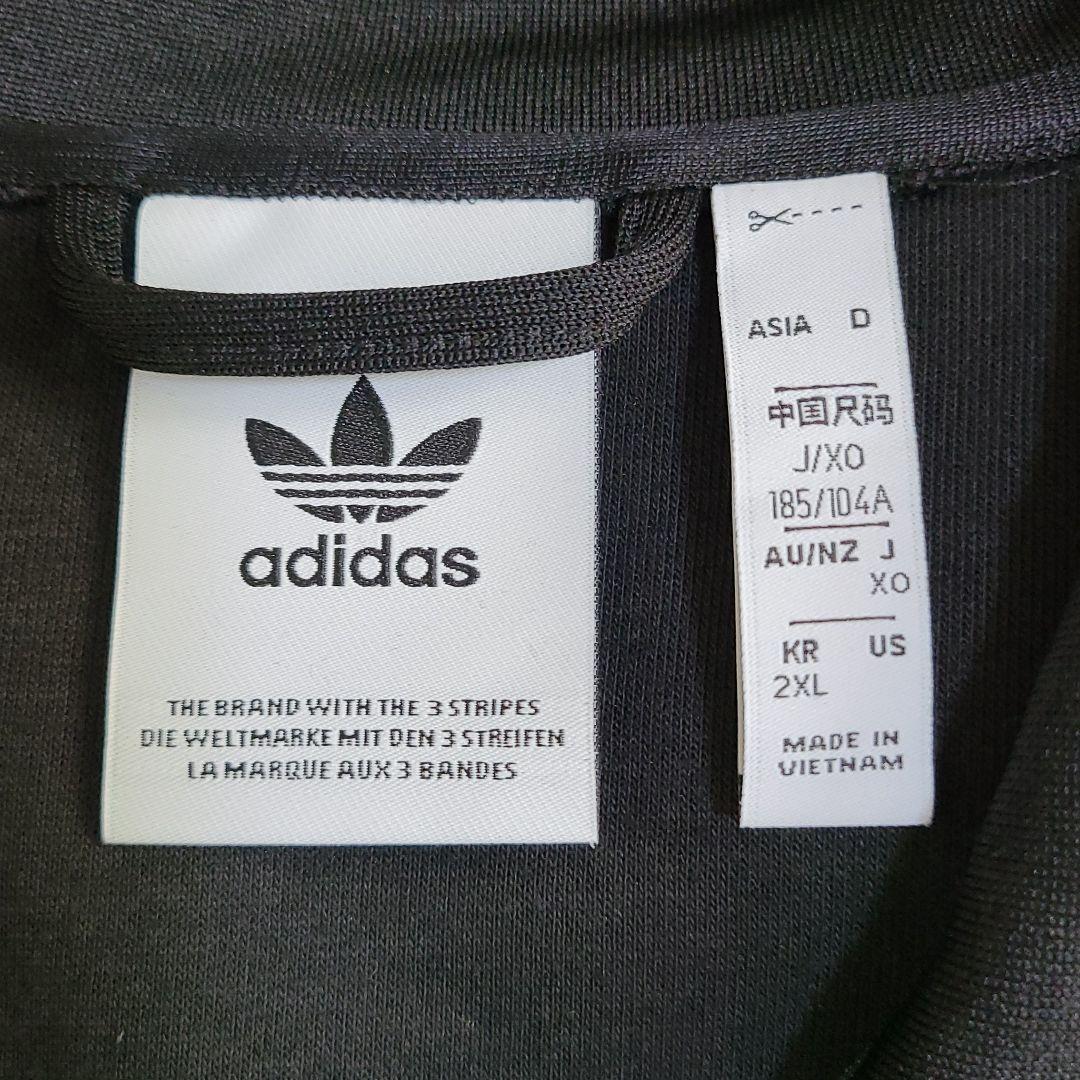 adidas
THE BRAND WITH THE 3 STRIPES
DIE WELTMARKE MIT DEN 3 STREIFEN
LA MARQUE AUX 3 BANDES
ASIA D
中国尺码
J/XO
185/104A
AU/NZ J
XO
KR US
2XL
MADE IN
VIETNAM